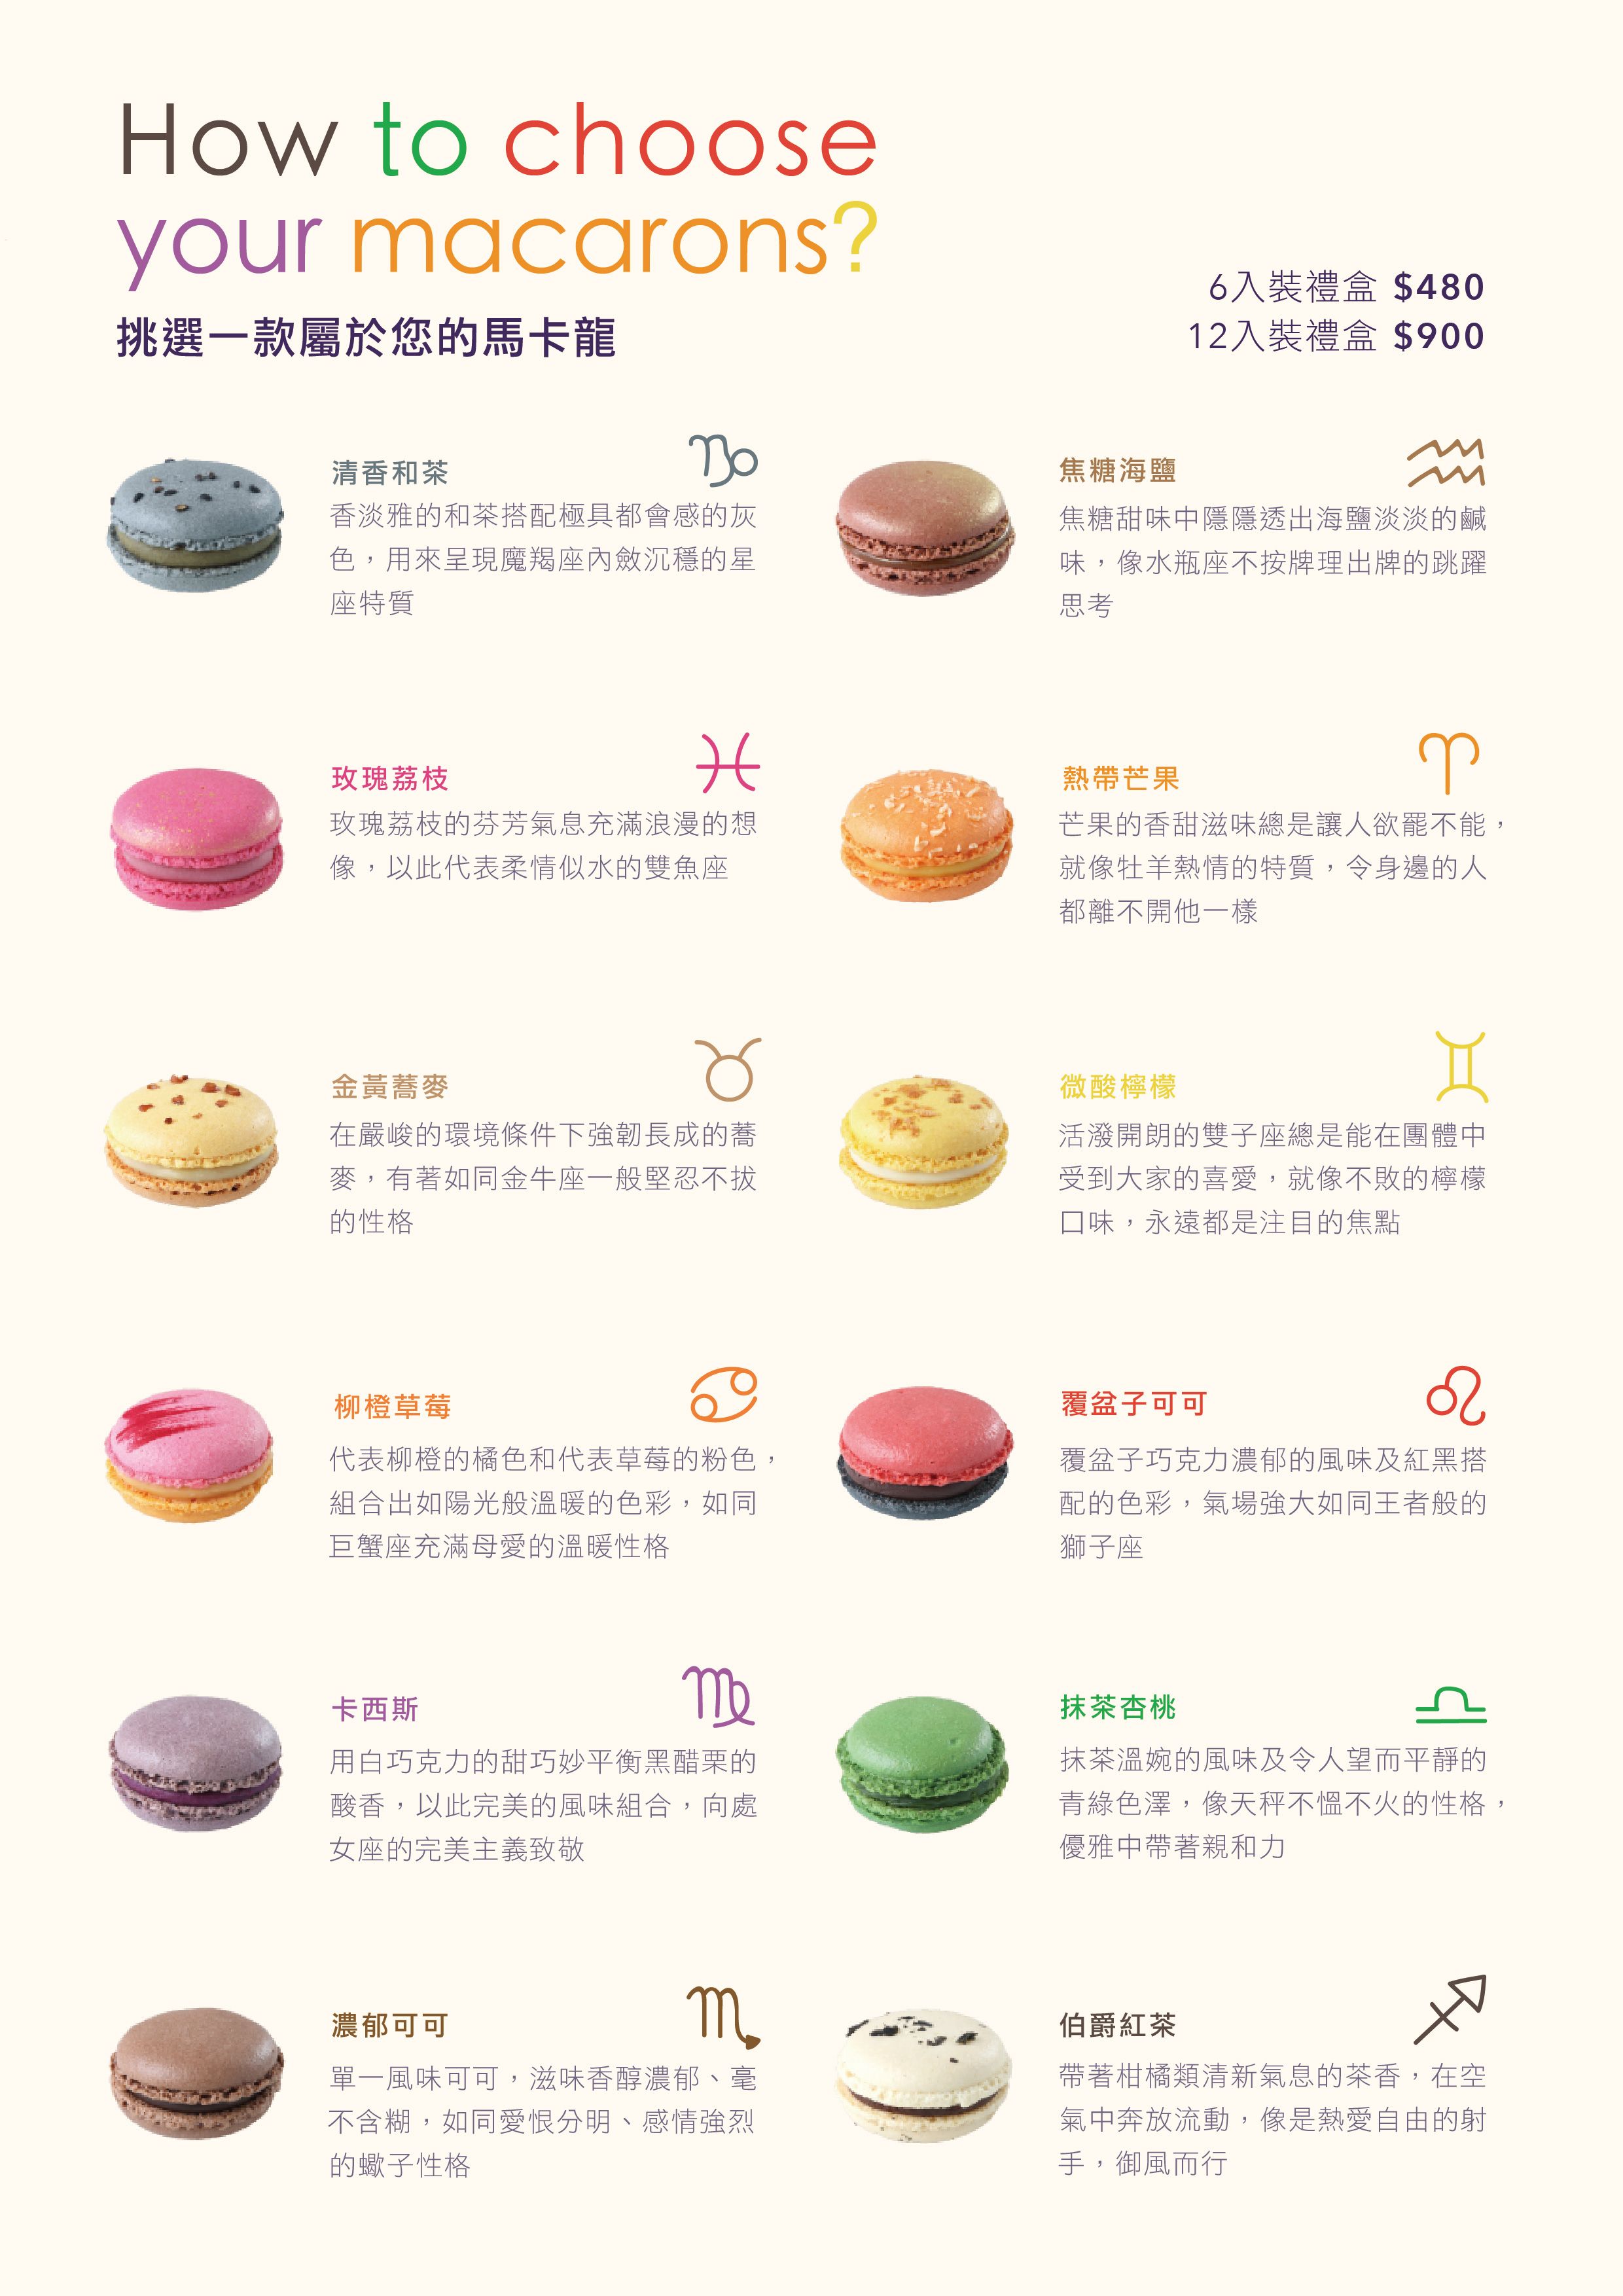 How to choose
your macarons?
挑選一款屬於您的馬卡龍
6入裝禮盒 $480
12入裝禮盒 $900
清香和茶
香淡雅的和茶搭配極具都會感的灰
色，用來呈現魔羯座內斂沉穩的星
座特質
焦糖海鹽
焦糖甜味中隱隱透出海鹽淡淡的鹹
味，像水瓶座不按牌理出牌的跳躍
思考
玫瑰荔枝
玫瑰荔枝的芬芳氣息充滿浪漫的想
像，以此代表柔情似水的雙魚座
熱帶芒果
芒果的香甜滋味總是讓人欲罷不能，
就像牡羊熱情的特質，令身邊的人
都離不開他一樣
金黃蕎麥
在嚴峻的環境條件下強韌長成的蕎
麥，有著如同金牛座一般堅忍不拔
的性格
微酸檸檬
活潑開朗的雙子座總是能在團體中
受到大家的喜愛，就像不敗的檸檬
口味，永遠都是注目的焦點
柳橙草莓
代表柳橙的橘色和代表草莓的粉色，
組合出如陽光般溫暖的色彩，如同
巨蟹座充滿母愛的溫暖性格
覆盆子可可
覆盆子巧克力濃郁的風味及紅黑搭
配的色彩，氣場強大如同王者般的
獅子座
卡西斯
用白巧克力的甜巧妙平衡黑醋栗的
酸香，以此完美的風味組合，向處
女座的完美主義致敬
抹茶杏桃
抹茶溫婉的風味及令人望而平靜的
青綠色澤，像天秤不慍不火的性格，
優雅中帶著親和力
濃郁可可
單一風味可可，滋味香醇濃郁、毫
不含糊，如同愛恨分明、感情強烈
的蠍子性格
伯爵紅茶
帶著柑橘類清新氣息的茶香，在空
氣中奔放流動，像是熱愛自由的射
手，御風而行